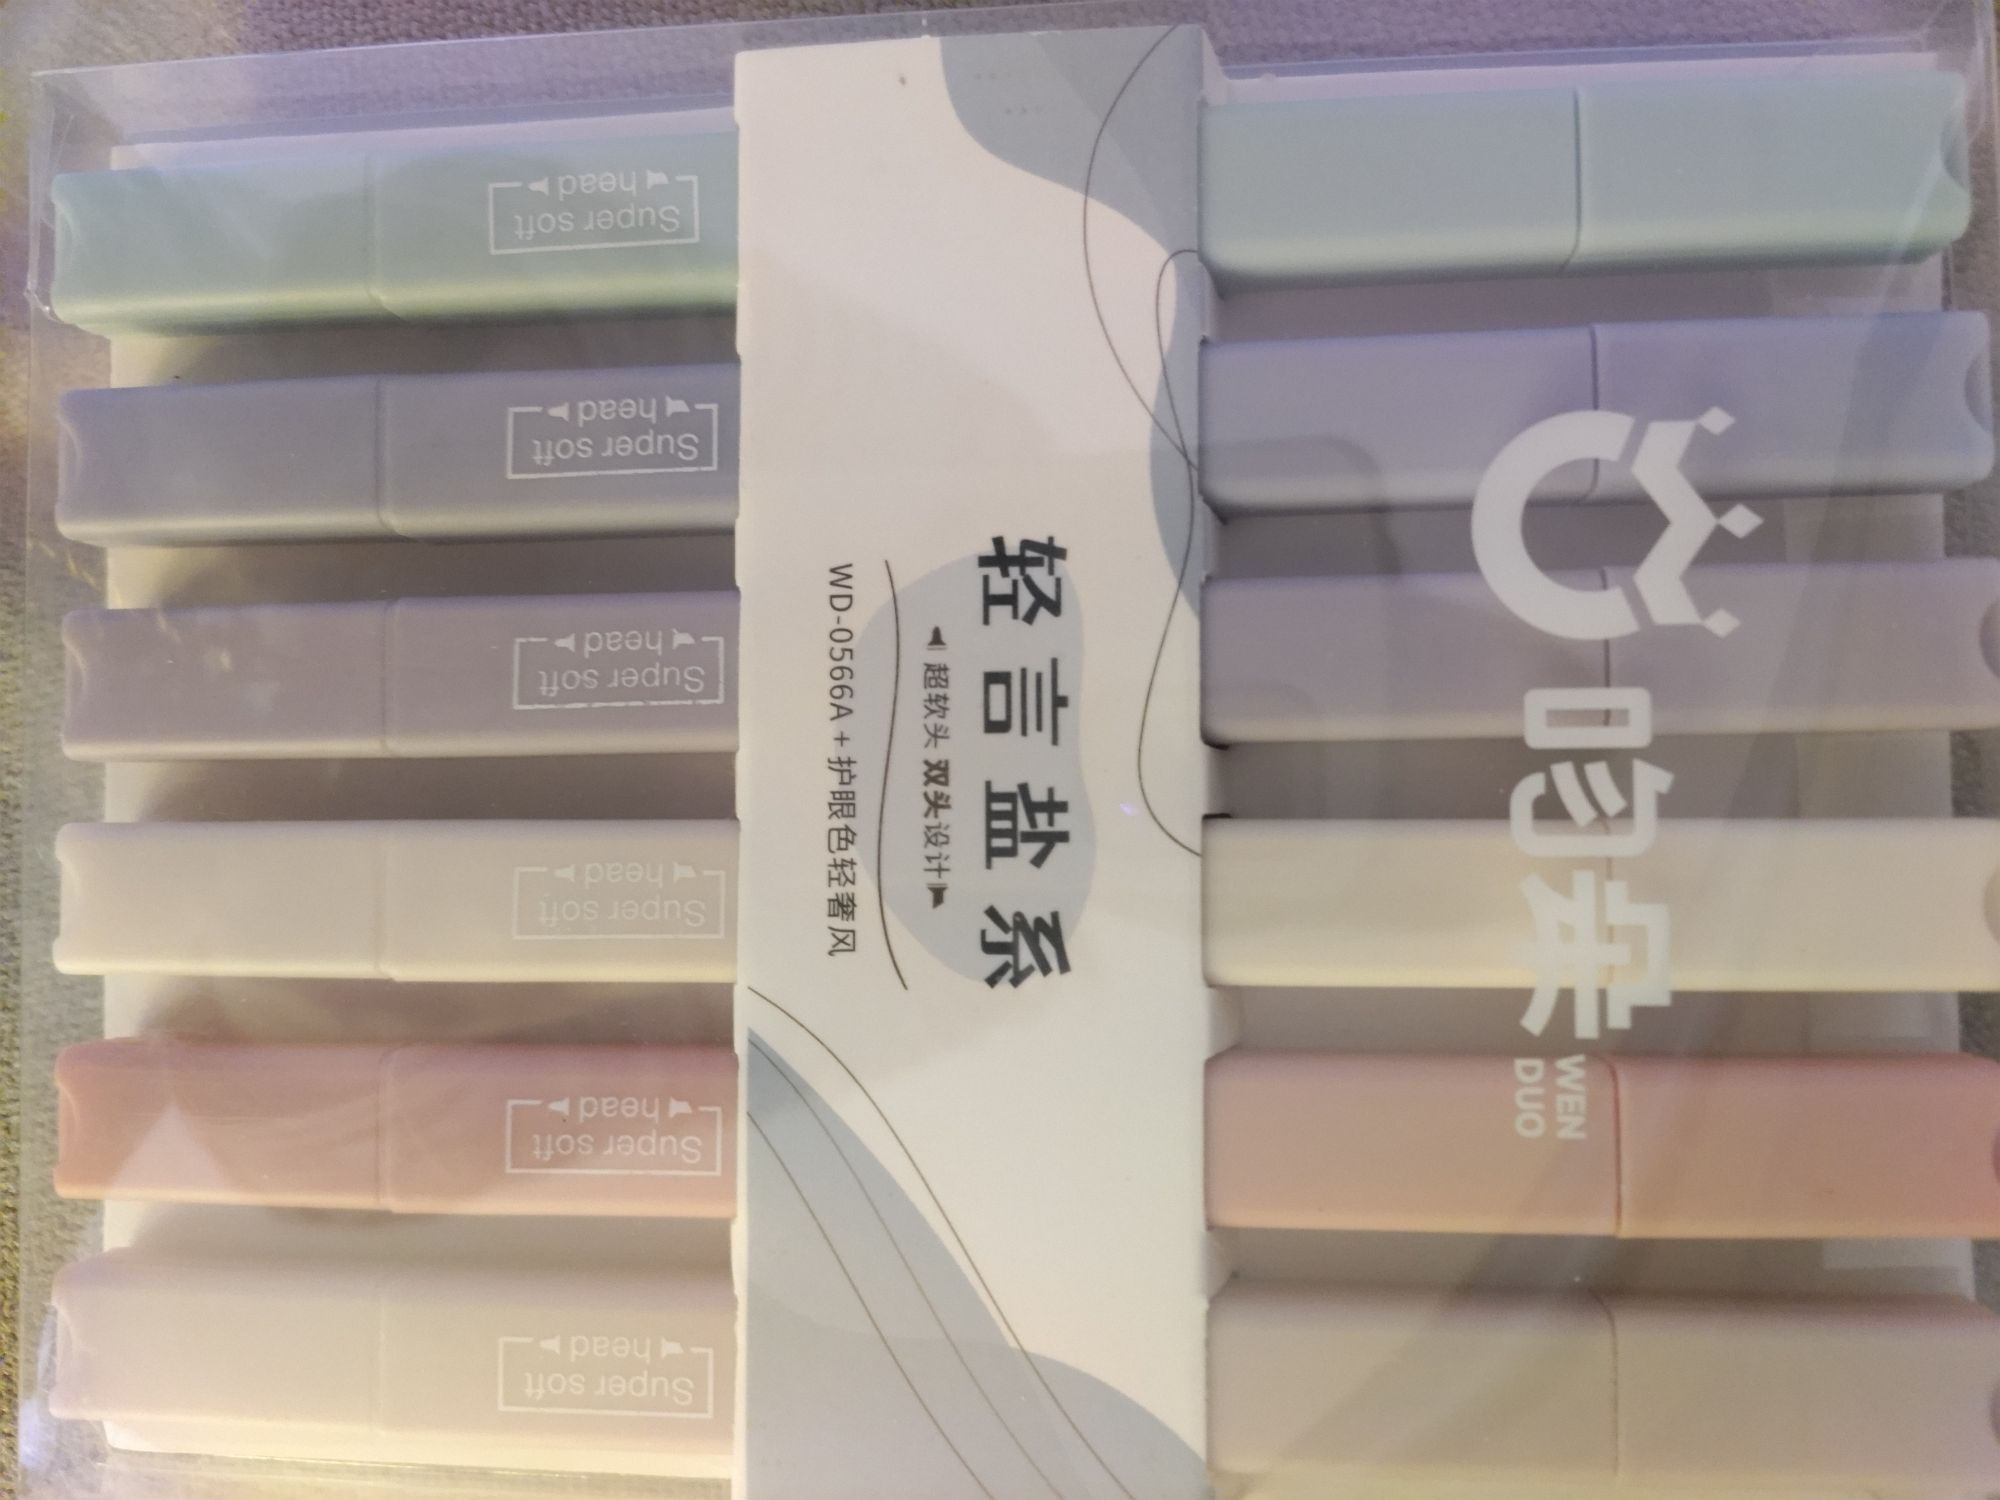 吻朵
WEN
DUO
轻言盐系
超软头 双头设计
WD-0566A + 护眼色轻奢风
Super soft
head
Super soft
head
Super soft
head
Super soft
head
Super soft
head
Super soft
head